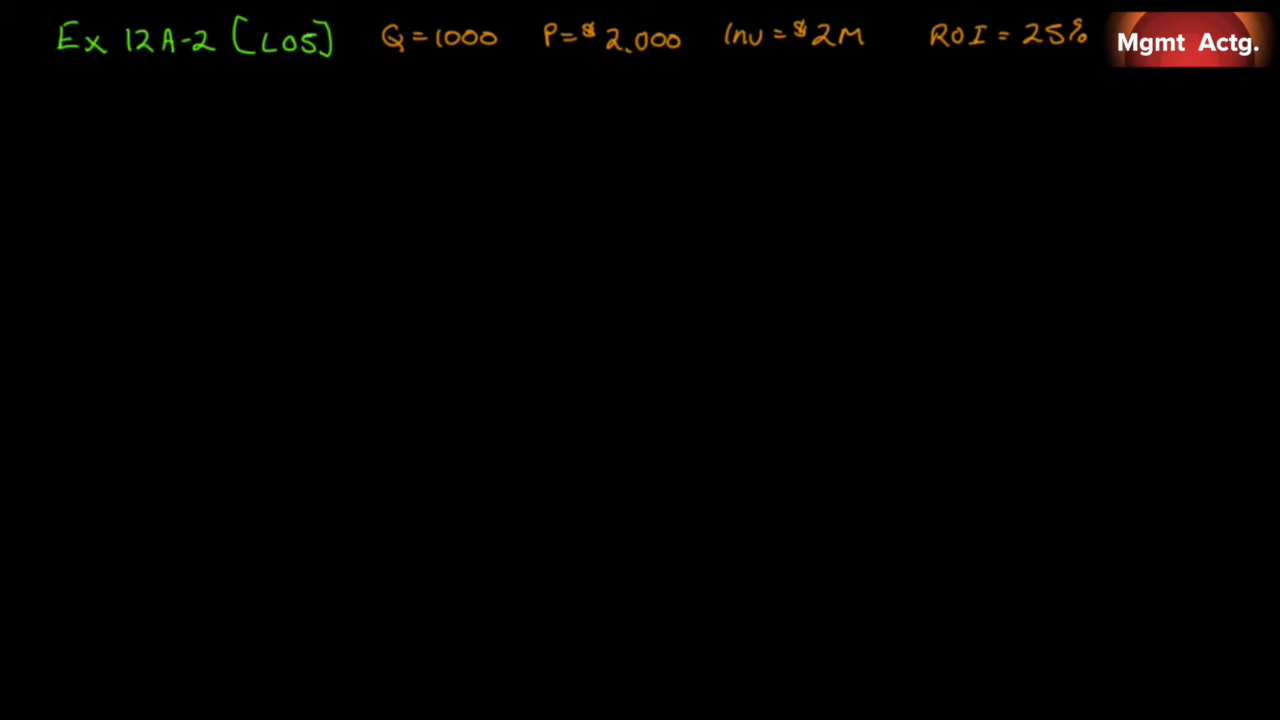 Ex 12A-2 [LO5] Q=1000 P=$2,000 Inv=$2M ROI=25% Mgmt Actg.